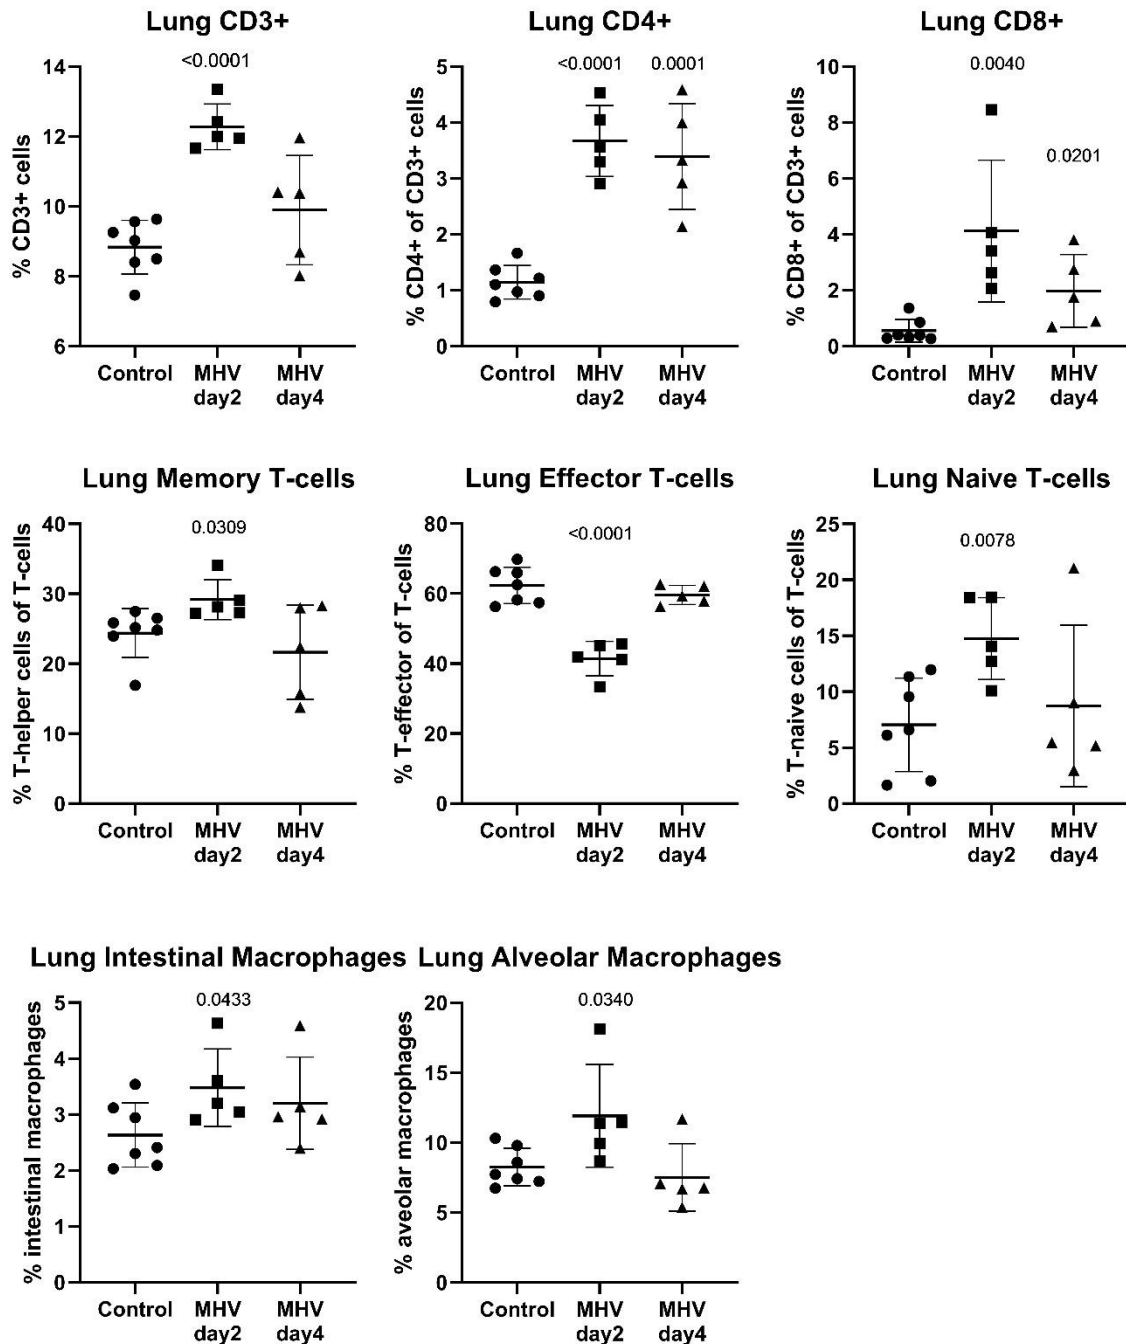 Lung CD3+
% CD3+ cells
14
12
10
8
6
<0.0001
Control
MHV
day2
MHV
day4
Lung CD4+
% CD4+ of CD3+ cells
5
4
3
2
1
0
<0.0001
0.0001
Control
MHV
day2
MHV
day4
Lung CD8+
% CD8+ of CD3+ cells
10
8
6
4
2
0
0.0040
0.0201
Control
MHV
day2
MHV
day4
Lung Memory T-cells
% T-helper cells of T-cells
40
30
20
10
0
0.0309
Control
MHV
day2
MHV
day4
Lung Effector T-cells
% T-effector of T-cells
80
60
40
20
0
<0.0001
Control
MHV
day2
MHV
day4
Lung Naive T-cells
% T-naive cells of T-cells
25
20
15
10
5
0
0.0078
Control
MHV
day2
MHV
day4
Lung Intestinal Macrophages
% intestinal macrophages
5
4
3
2
1
0
0.0433
Control
MHV
day2
MHV
day4
Lung Alveolar Macrophages
% aveolar macrophages
20
15
10
5
0
0.0340
Control
MHV
day2
MHV
day4